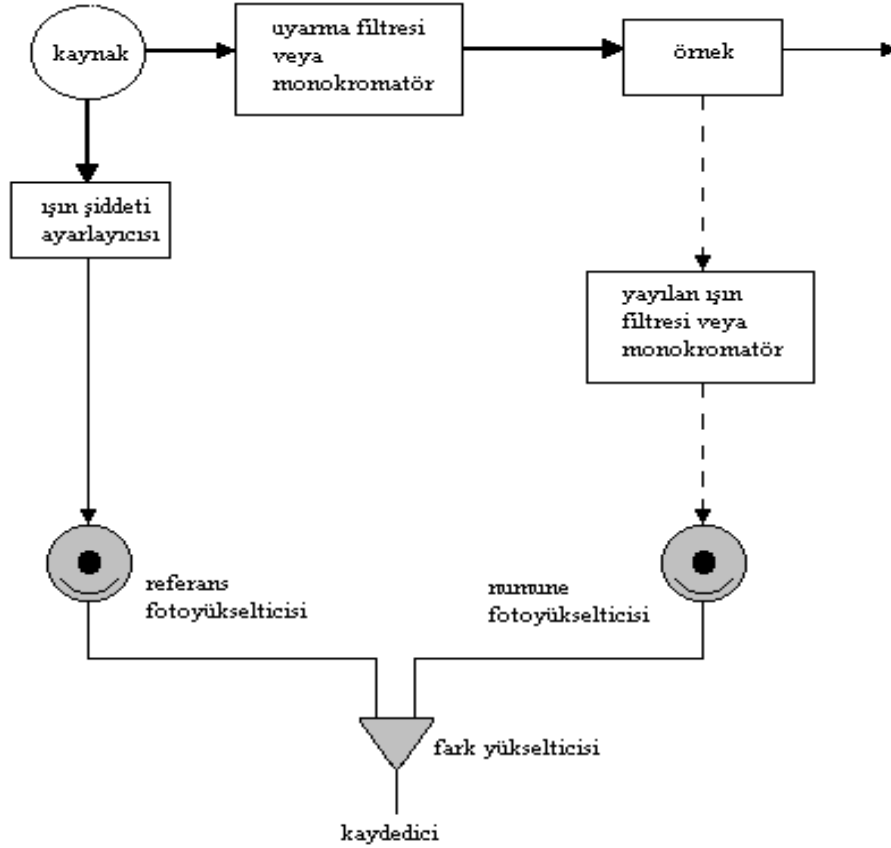 kaynak
uyarma filtresi
veya
monokromatör
örnek
ışın şiddeti
ayarlayıcısı
yayılan ışın
filtresi veya
monokromatör
referans
fotoyükselticisi
numune
fotoyükselticisi
fark yükselticisi
kaydedici